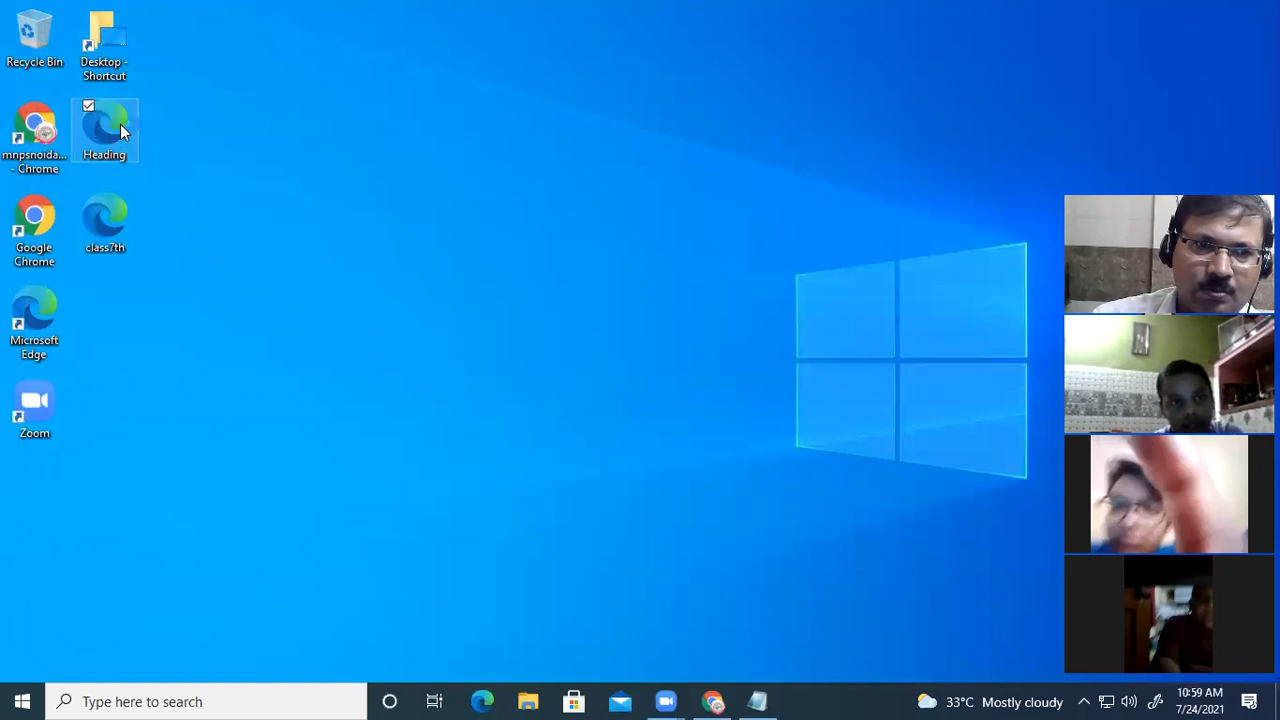 Recycle Bin
Desktop -
Shortcut
mnpsnoida...
- Chrome
Heading
Google
Chrome
class7th
Microsoft
Edge
Zoom
Type here to search
33°C Mostly cloudy
10:59 AM
7/24/2021